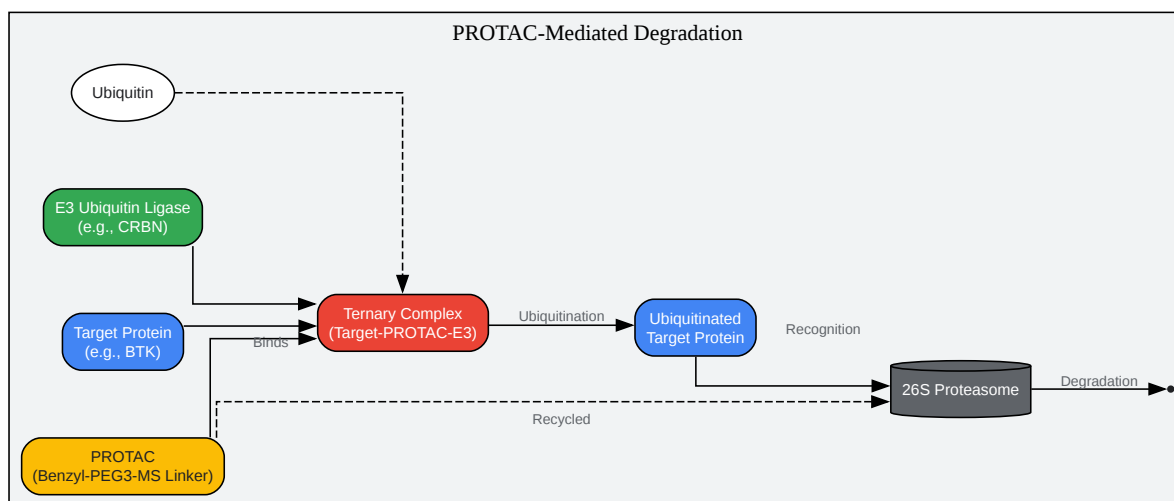 PROTAC-Mediated Degradation
Ubiquitin
E3 Ubiquitin Ligase
(e.g., CRBN)
Target Protein
(e.g., BTK)
Binds
Ternary Complex
(Target-PROTAC-E3)
Ubiquitination
Ubiquitinated
Target Protein
Recognition
26S Proteasome
Degradation
Recycled
PROTAC
(Benzyl-PEG3-MS Linker)